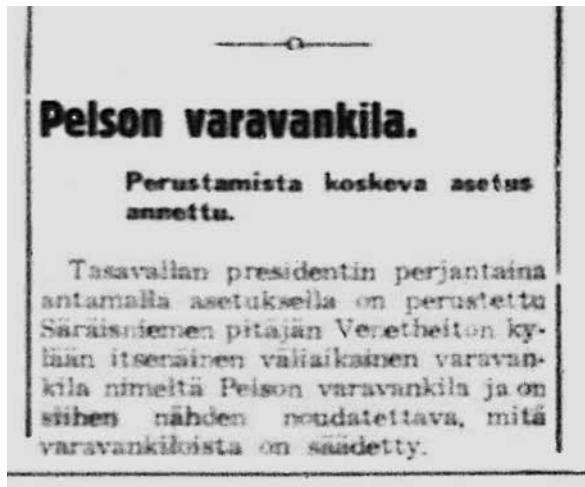 Pelson varavankila.
Perustamista koskeva asetus
annettu.
Tasavallan presidentin perjantaina
antamalla asetuksella on perustettu
Säräisniemen pitäjän Venetheiton ky-
lään itsenäinen väliaikainen varavan-
kila nimeltä Pelson varavankila ja on
siihen nähden noudatettava, mitä
varavankiloista on säädetty.